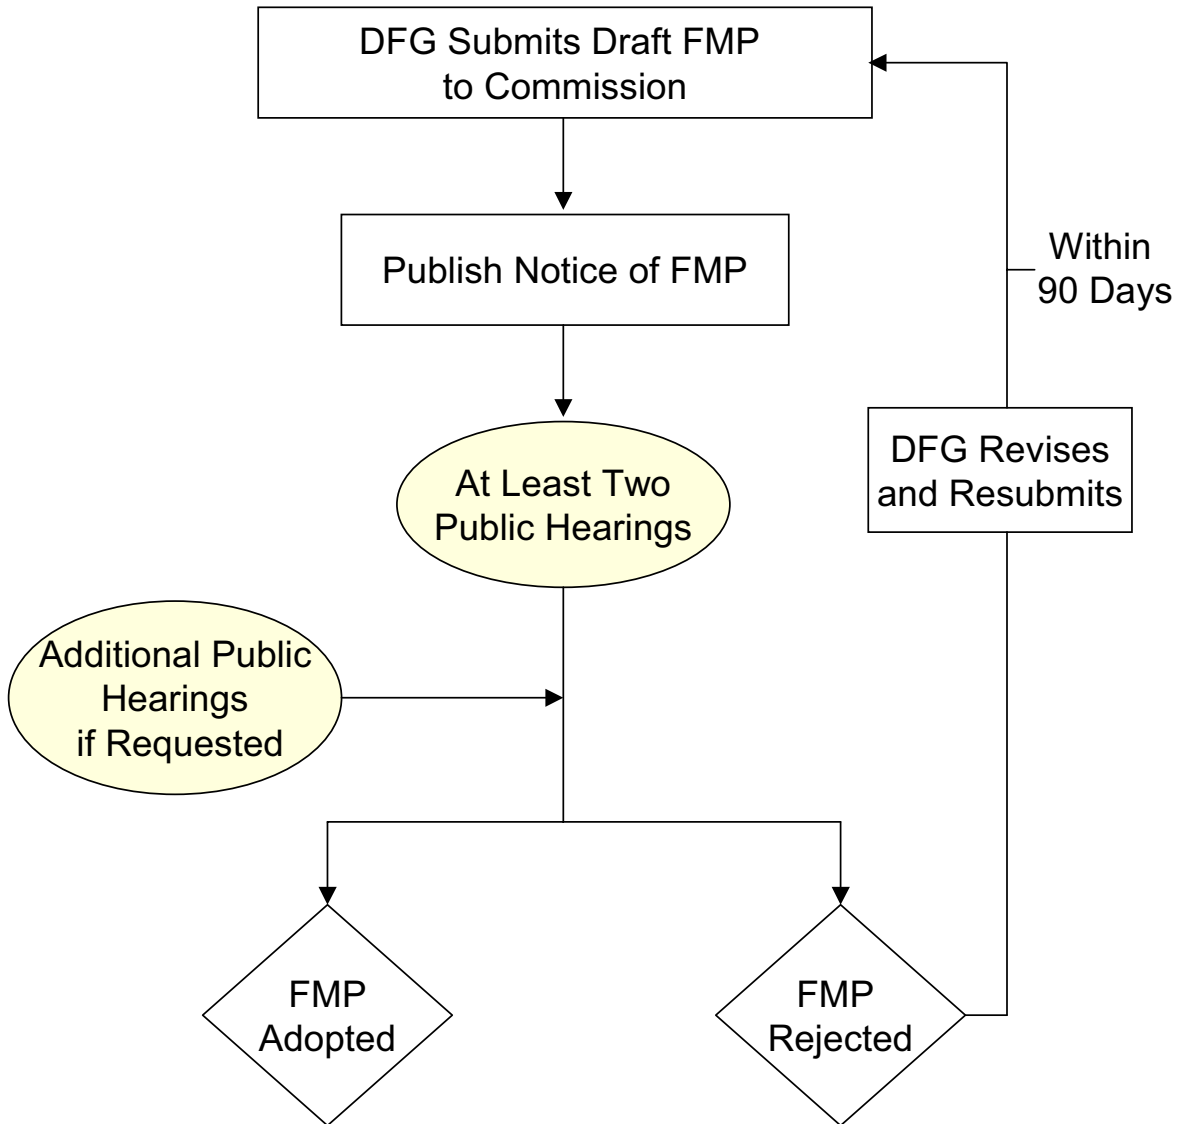 DFG Submits Draft FMP
to Commission
Publish Notice of FMP
Within
90 Days
DFG Revises
and Resubmits
At Least Two
Public Hearings
Additional Public
Hearings
if Requested
FMP
Adopted
FMP
Rejected